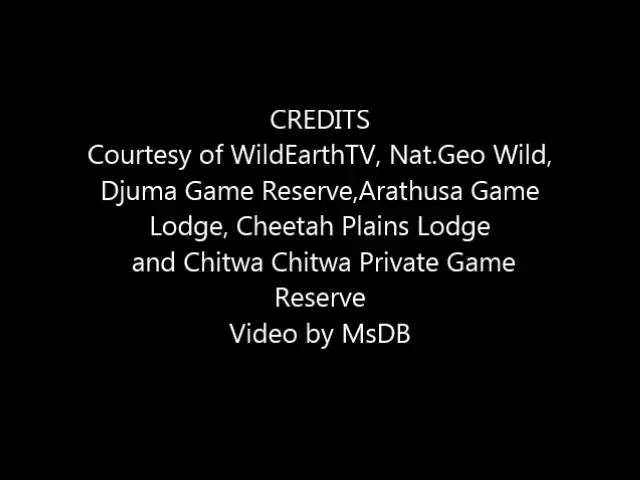 CREDITS
Courtesy of WildEarthTV, Nat.Geo Wild,
Djuma Game Reserve,Arathusa Game
Lodge, Cheetah Plains Lodge
and Chitwa Chitwa Private Game
Reserve
Video by MsDB